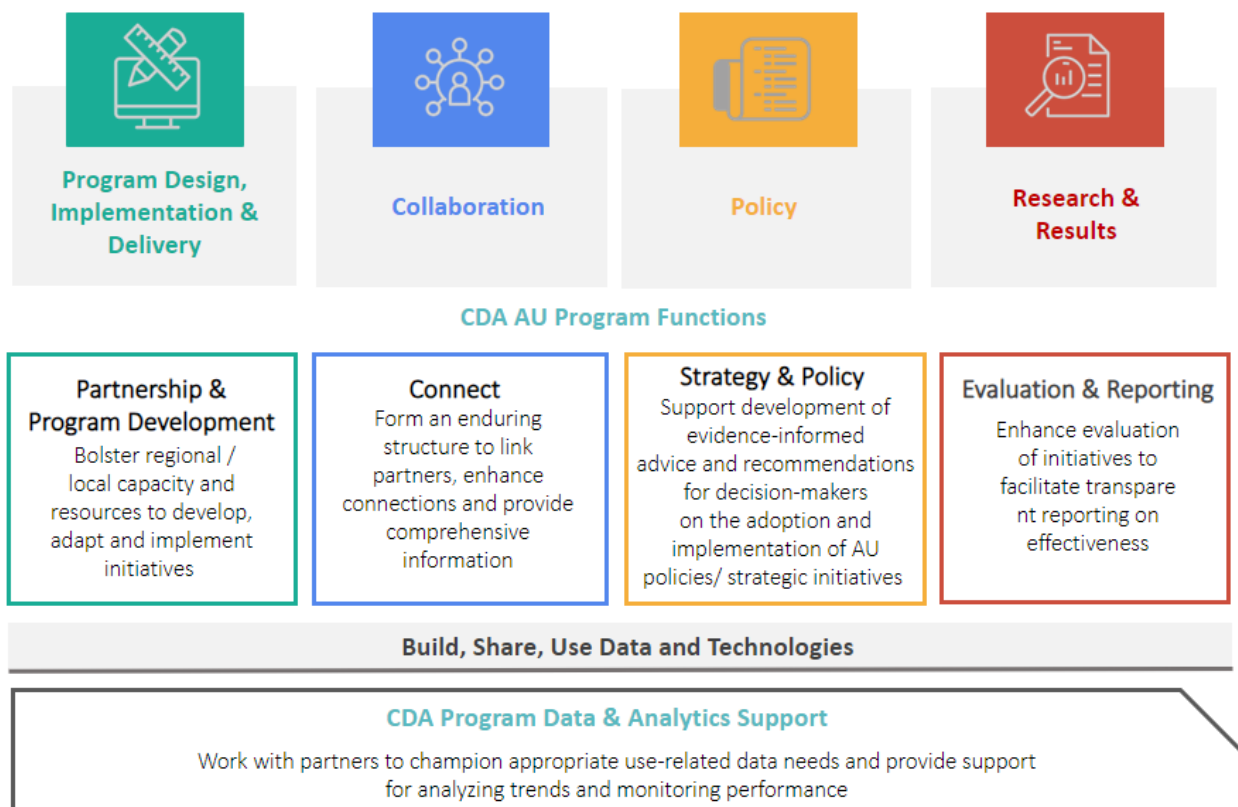 Program Design,
Implementation &
Delivery
Collaboration
Policy
Research &
Results
CDA AU Program Functions
Partnership &
Program Development
Bolster regional /
local capacity and
resources to develop,
adapt and implement
initiatives
Connect
Form an enduring
structure to link
partners, enhance
connections and provide
comprehensive
information
Strategy & Policy
Support development of
evidence-informed
advice and recommendations
for decision-makers
on the adoption and
implementation of AU
policies/ strategic initiatives
Evaluation & Reporting
Enhance evaluation
of initiatives to
facilitate transpare
nt reporting on
effectiveness
Build, Share, Use Data and Technologies
CDA Program Data & Analytics Support
Work with partners to champion appropriate use-related data needs and provide support
for analyzing trends and monitoring performance